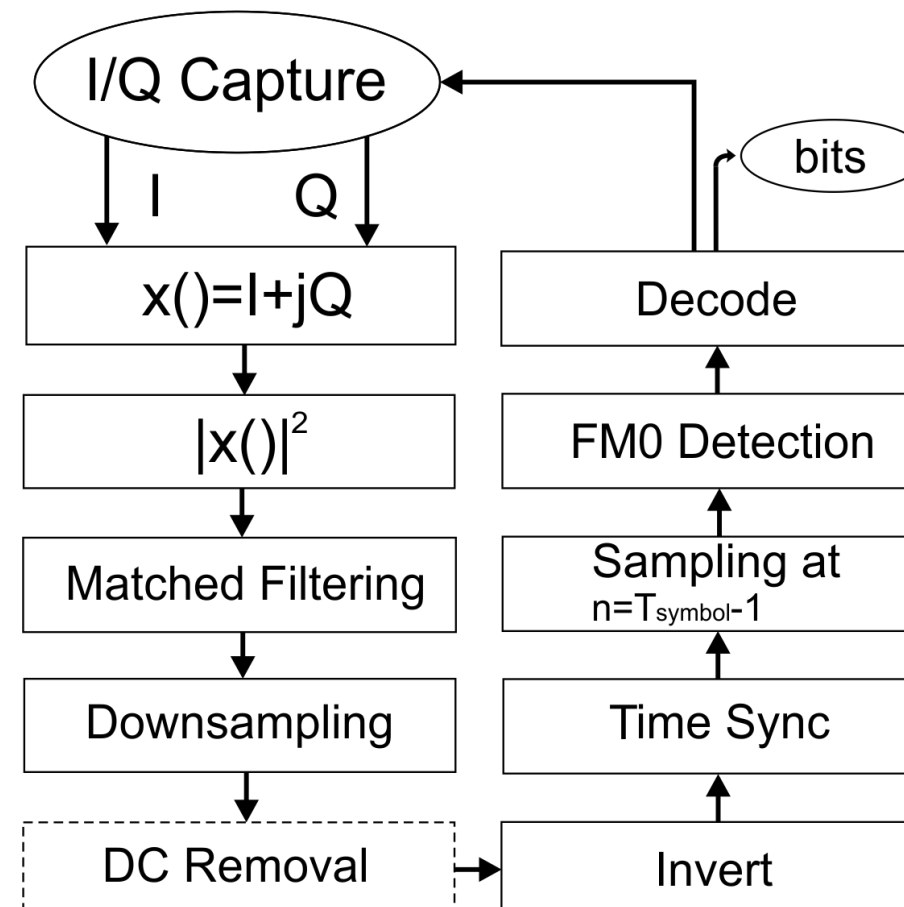 I/Q Capture
I
Q
x()=I+jQ
|x()|²
Matched Filtering
Downsampling
DC Removal
Invert
Time Sync
Sampling at
n=Tsymbol-1
FM0 Detection
Decode
bits